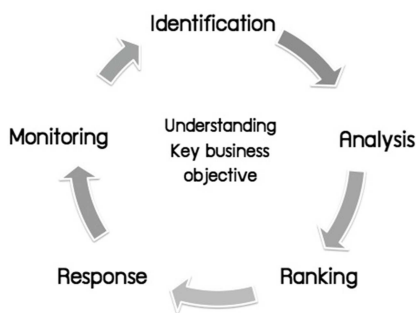 Identification
Understanding
Key business
objective
Monitoring
Analysis
Response
Ranking